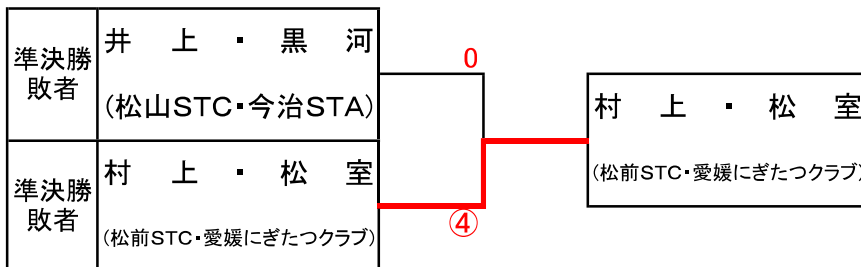 準決勝
敗者
井上・黒河
(松山STC・今治STA)
0
準決勝
敗者
村上・松室
(松前STC・愛媛にぎたつクラブ)
④
村上・松室
(松前STC・愛媛にぎたつクラブ)